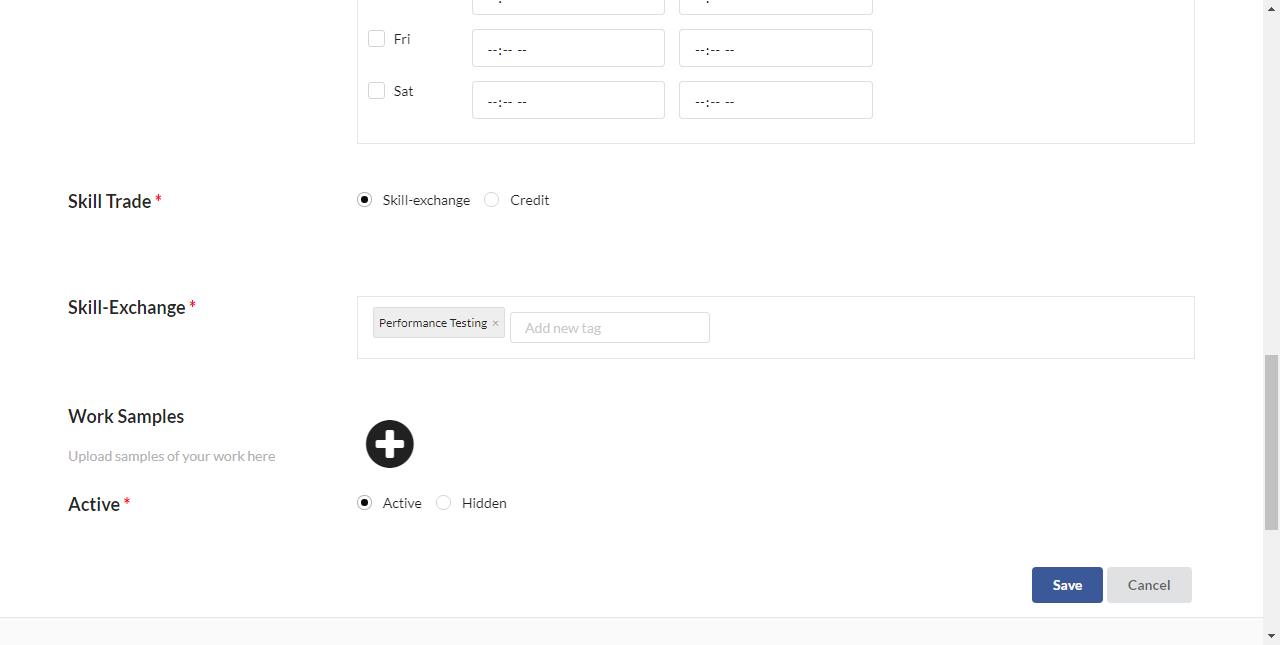 Fri --:-- -- --:-- --
Sat --:-- -- --:-- --
Skill Trade * Skill-exchange Credit
Skill-Exchange * Performance Testing × Add new tag
Work Samples
Upload samples of your work here
Active * Active Hidden
Save Cancel